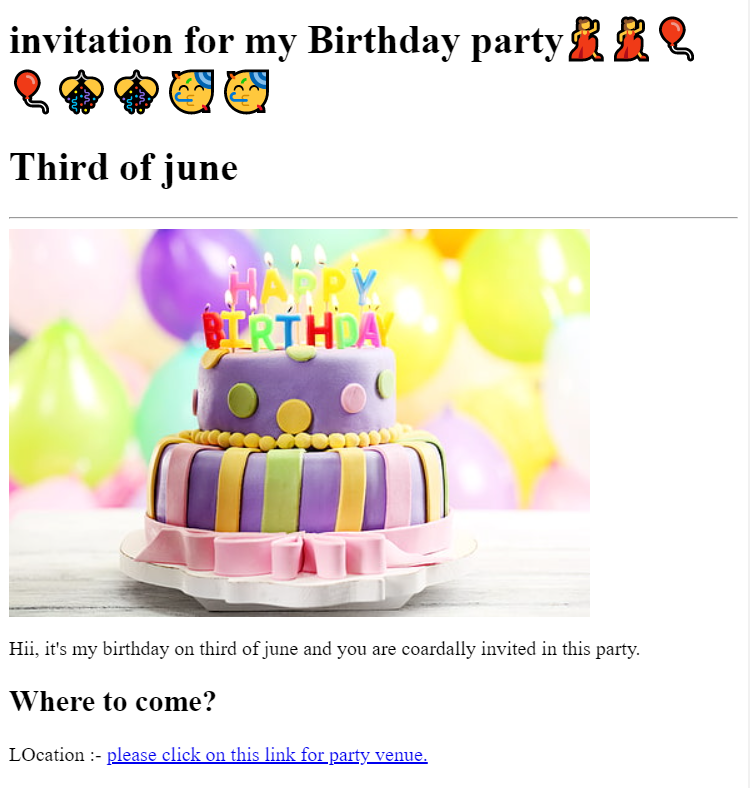 invitation for my Birthday party💃💃🎈
🎈🎊🎊🥳🥳
Third of june
HAPPY
BIRTHDAY
Hii, it's my birthday on third of june and you are coardally invited in this party.
Where to come?
LOcation :- please click on this link for party venue.